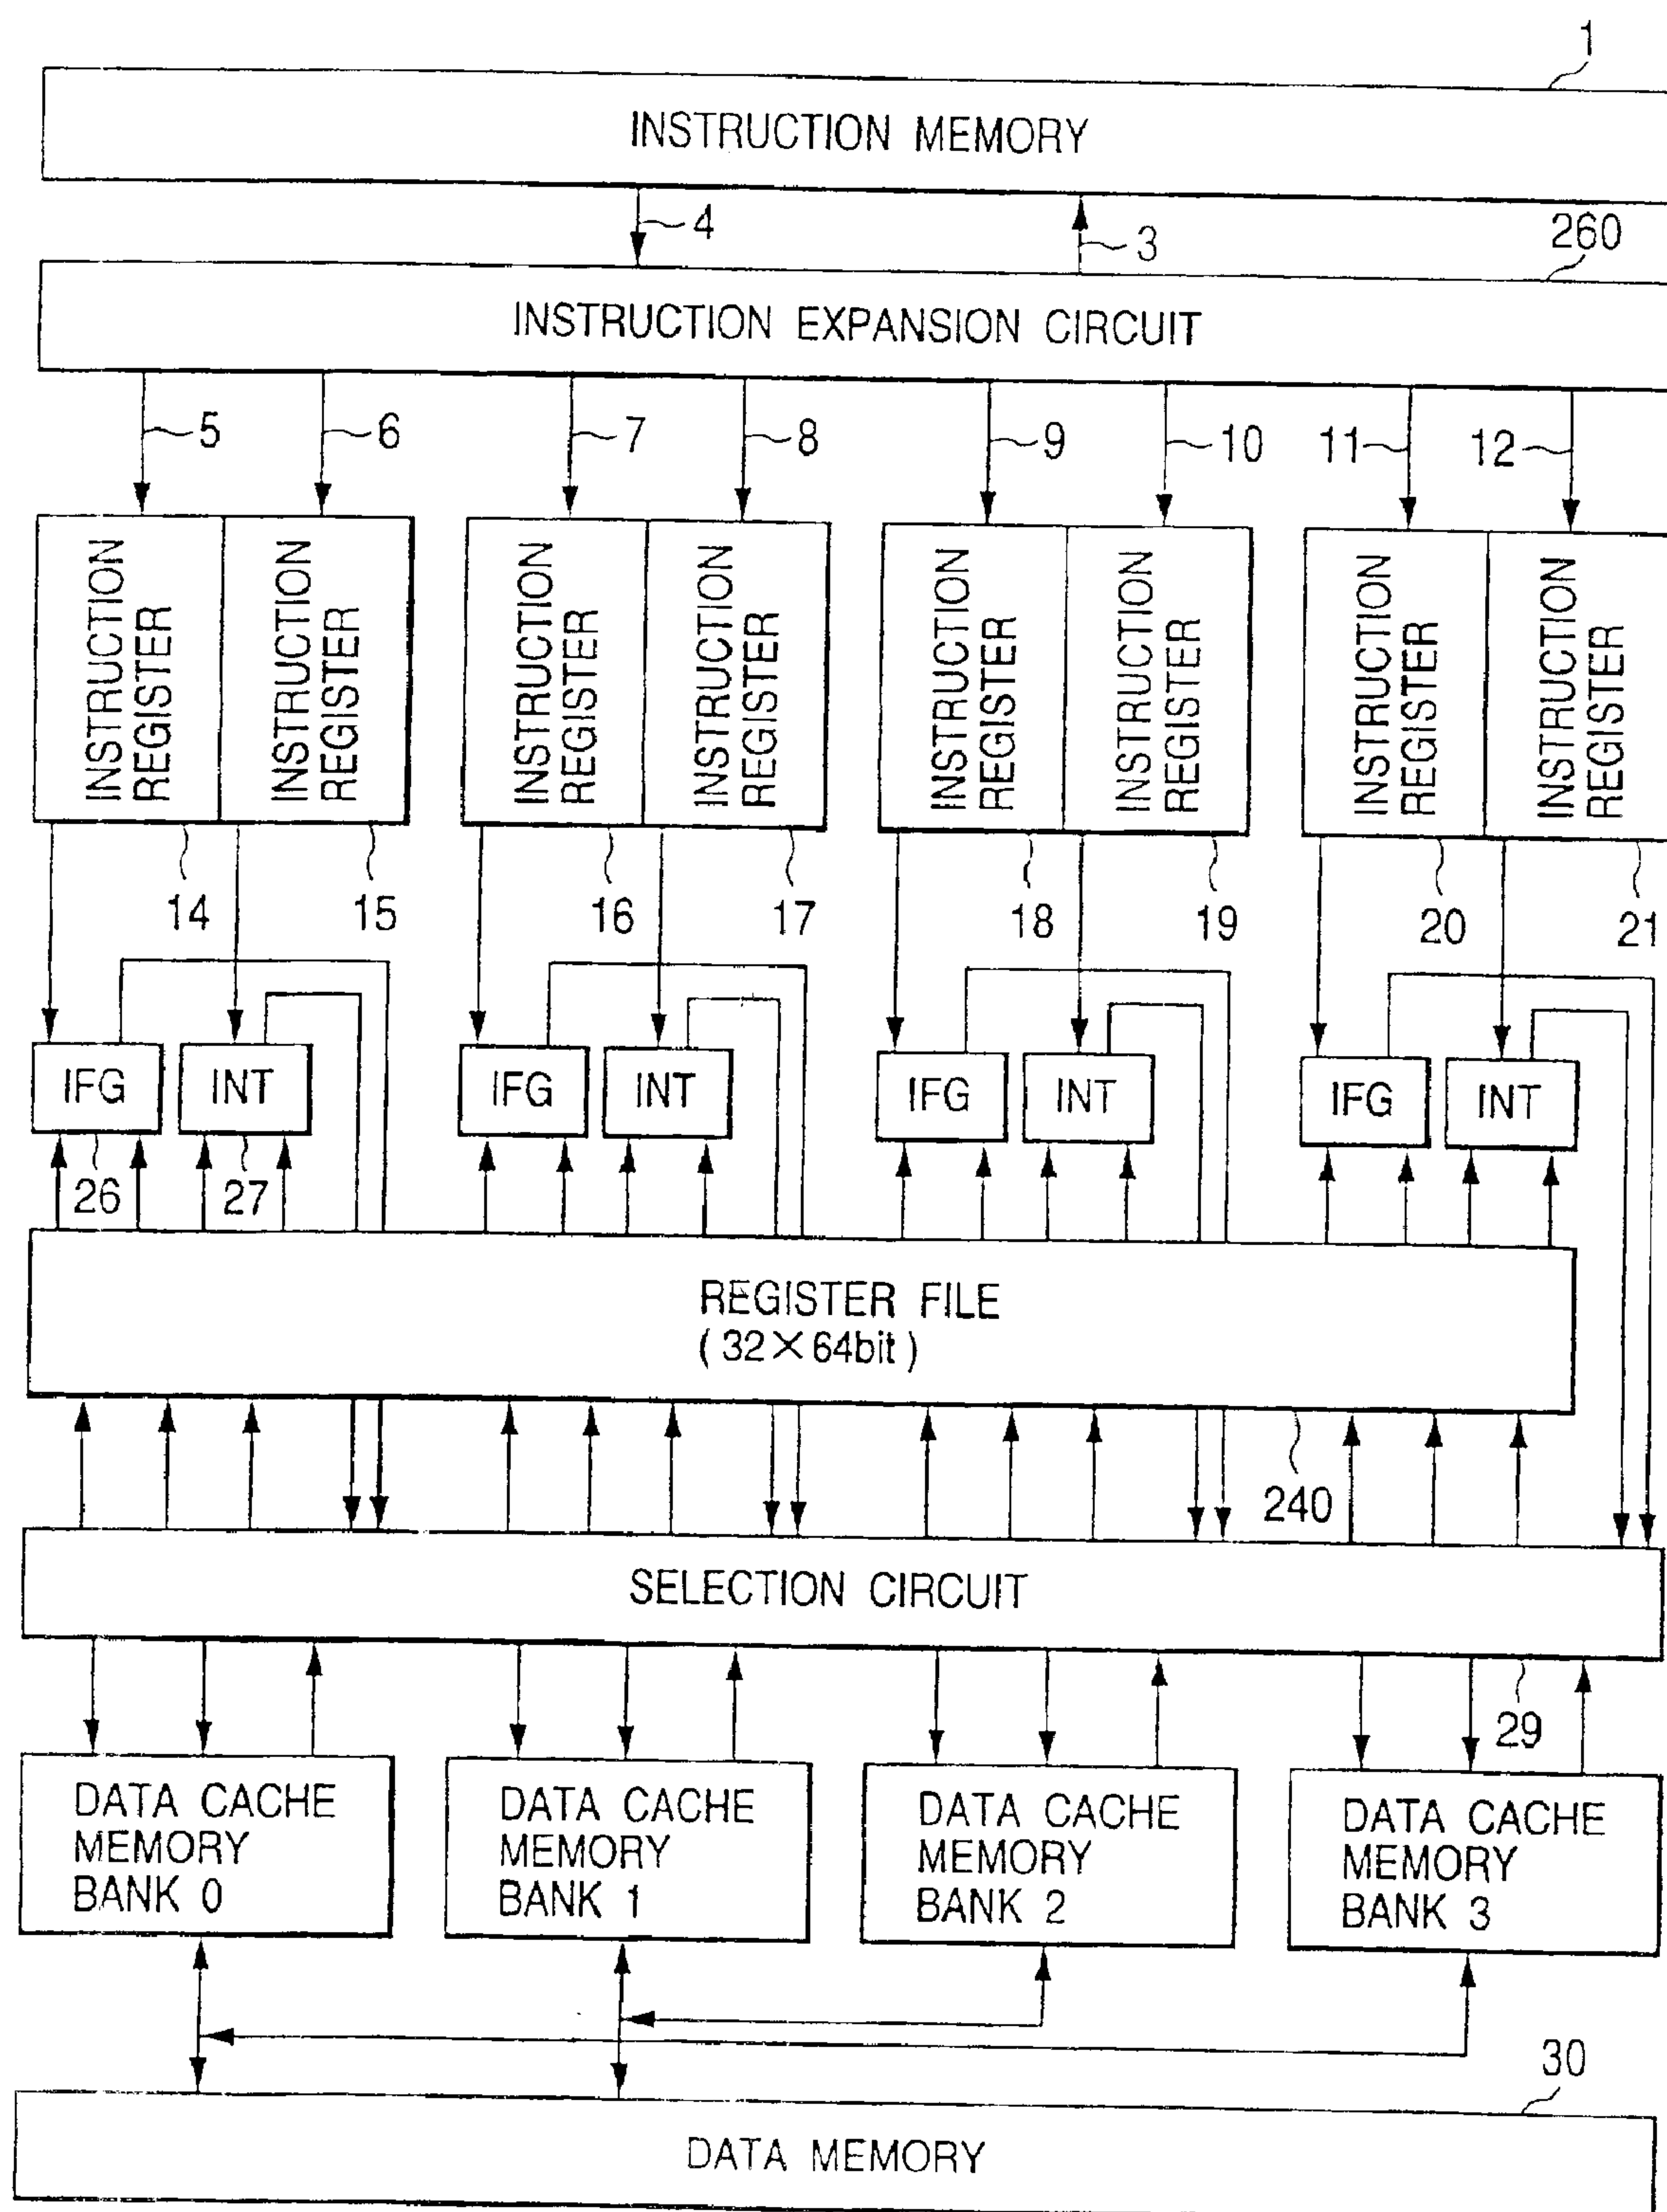 1
INSTRUCTION MEMORY
4
3
260
INSTRUCTION EXPANSION CIRCUIT
5
6
7
8
9
10
11
12
INSTRUCTION
REGISTER
INSTRUCTION
REGISTER
INSTRUCTION
REGISTER
INSTRUCTION
REGISTER
INSTRUCTION
REGISTER
INSTRUCTION
REGISTER
INSTRUCTION
REGISTER
INSTRUCTION
REGISTER
14
15
16
17
18
19
20
21
IFG
INT
IFG
INT
IFG
INT
IFG
INT
26
27
REGISTER FILE
(32×64bit)
240
SELECTION CIRCUIT
29
DATA CACHE
MEMORY
BANK 0
DATA CACHE
MEMORY
BANK 1
DATA CACHE
MEMORY
BANK 2
DATA CACHE
MEMORY
BANK 3
30
DATA MEMORY